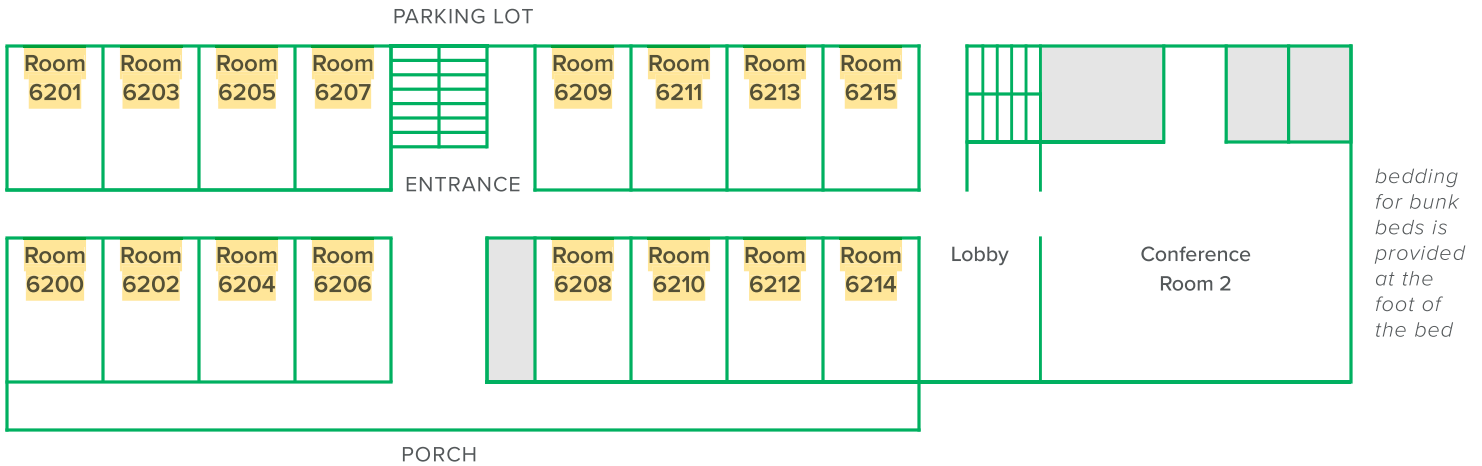 PARKING LOT
Room
6201
Room
6203
Room
6205
Room
6207
Room
6209
Room
6211
Room
6213
Room
6215
ENTRANCE
Room
6200
Room
6202
Room
6204
Room
6206
Room
6208
Room
6210
Room
6212
Room
6214
Lobby
Conference
Room 2
bedding
for bunk
beds is
provided
at the
foot of
the bed
PORCH